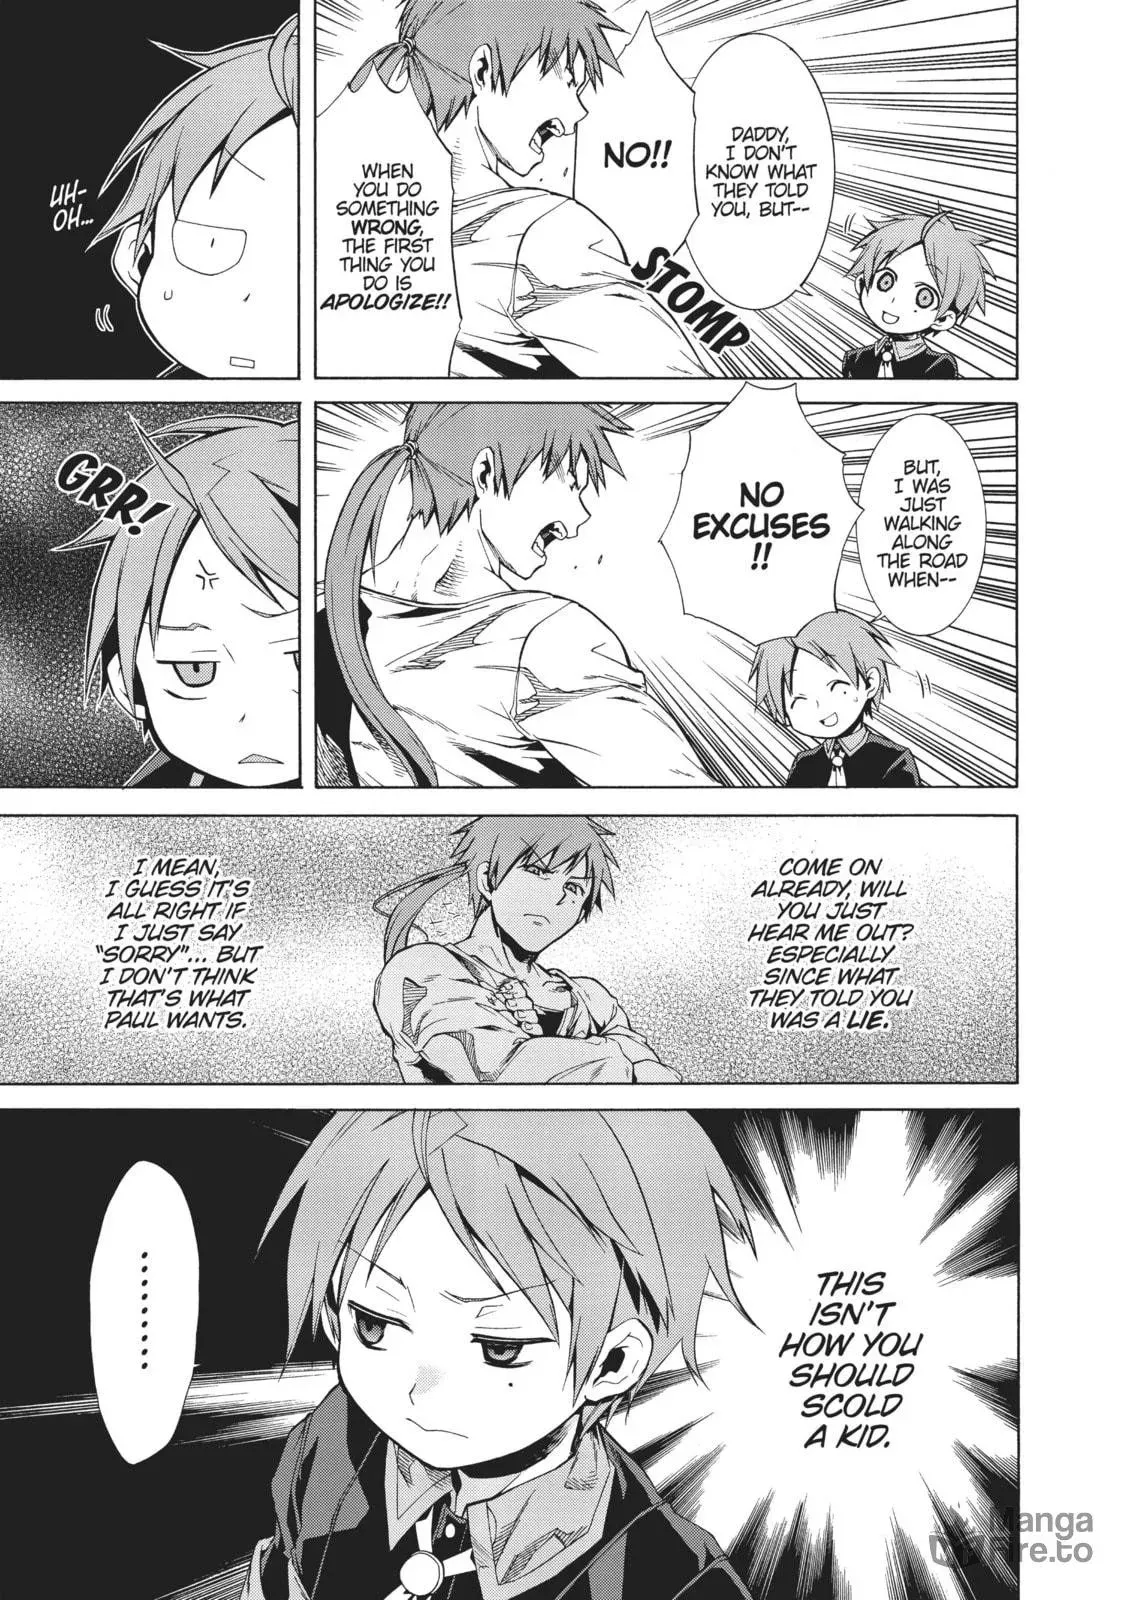 DADDY,
I DON'T
KNOW WHAT
THEY TOLD
YOU, BUT--
NO!!
STOMP
WHEN
YOU DO
SOMETHING
WRONG,
THE FIRST
THING YOU
DO IS
APOLOGIZE!!
UH-
OH...
BUT,
I WAS
JUST
WALKING
ALONG
THE ROAD
WHEN--
NO
EXCUSES
!!
GRR!
COME ON
ALREADY, WILL
YOU JUST
HEAR ME OUT?
ESPECIALLY
SINCE WHAT
THEY TOLD YOU
WAS A LIE.
I MEAN,
I GUESS IT'S
ALL RIGHT IF
I JUST SAY
"SORRY"... BUT
I DON'T THINK
THAT'S WHAT
PAUL WANTS.
THIS
ISN'T
HOW YOU
SHOULD
SCOLD
A KID.
.........
Manga
Fire.to